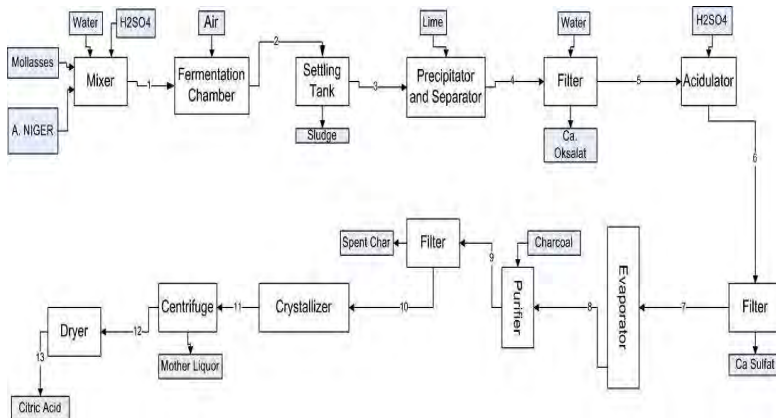 Water
H2SO4
Mollasses
A. NIGER
Mixer
1
Air
Fermentation
Chamber
2
Settling
Tank
Sludge
3
Lime
Precipitator
and Separator
4
Water
Filter
Ca.
Oksalat
5
H2SO4
Acidulator
6
Filter
Ca Sulfat
7
Evaporator
8
Charcoal
Purifier
9
Filter
Spent Char
10
Crystallizer
11
Centrifuge
Mother Liquor
12
Dryer
13
Citric Acid